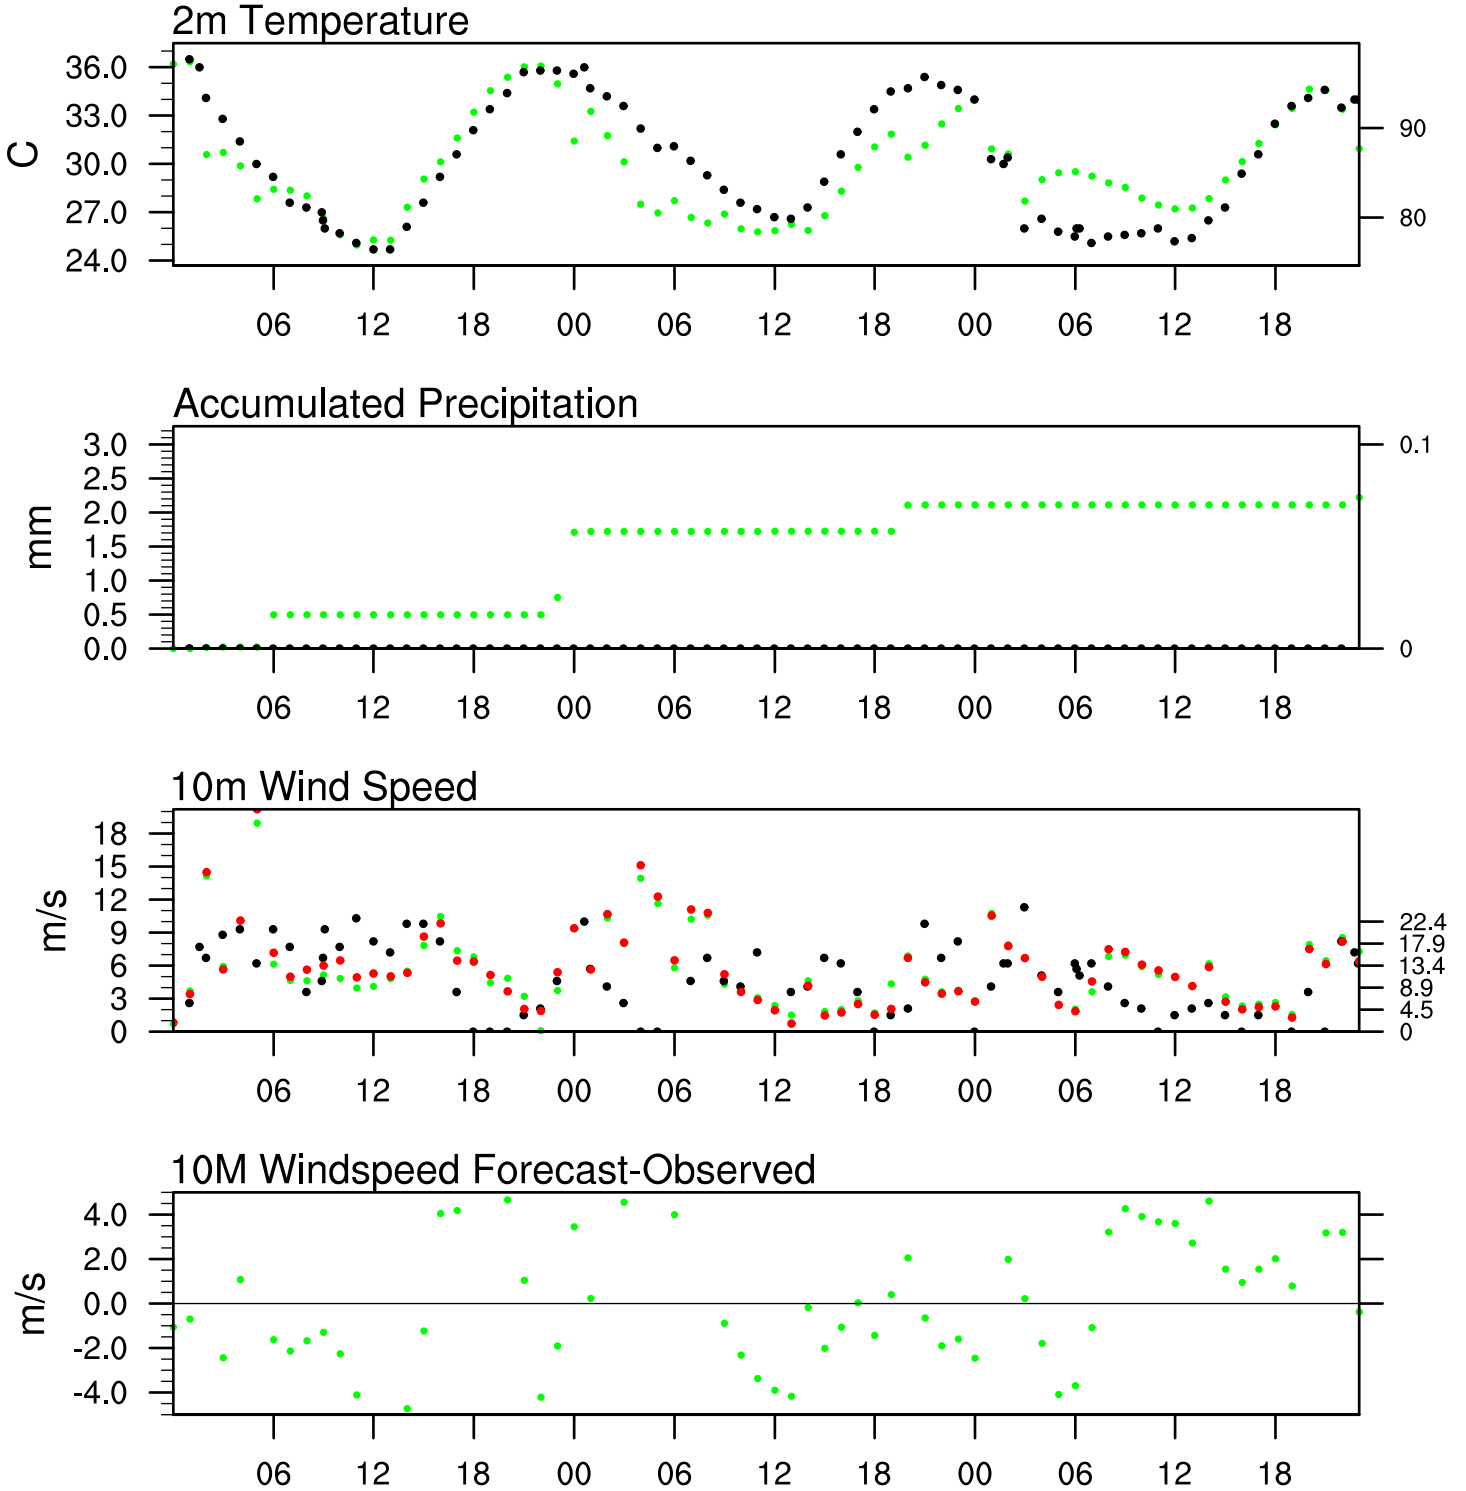 2m Temperature
36.0
33.0
30.0
27.0
24.0
C
90
80
06 12 18 00 06 12 18 00 06 12 18
Accumulated Precipitation
3.0
2.5
2.0
1.5
1.0
0.5
0.0
mm
0.1
0
06 12 18 00 06 12 18 00 06 12 18
10m Wind Speed
18
15
12
9
6
3
0
m/s
22.4
17.9
13.4
8.9
4.5
0
06 12 18 00 06 12 18 00 06 12 18
10M Windspeed Forecast-Observed
4.0
2.0
0.0
-2.0
-4.0
m/s
06 12 18 00 06 12 18 00 06 12 18